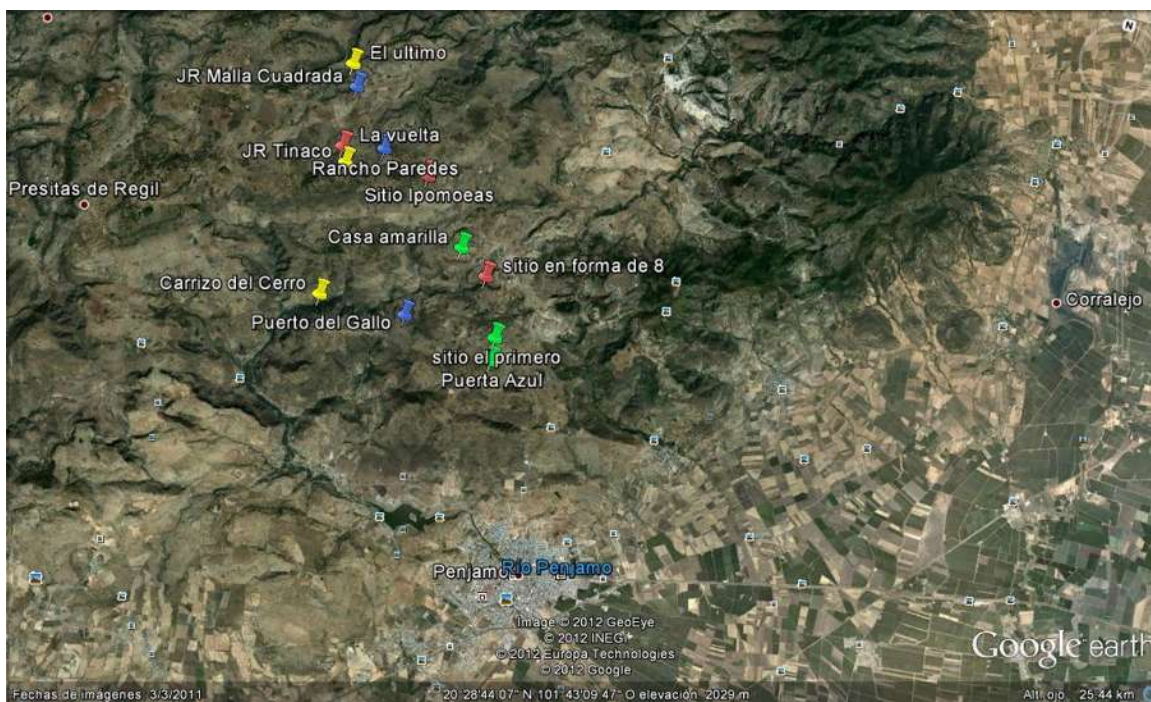 N
El ultimo
JR Malla Cuadrada
La vuelta
JR Tinaco
Rancho Paredes
Presitas de Regil
Sitio Ipomoeas
Casa amarilla
sitio en forma de 8
Carrizo del Cerro
Corralejo
Puerto del Gallo
sitio el primero
Puerta Azul
Rio Penjamo
Penjamo
Image © 2012 GeoEye
© 2012 INEGI
© 2012 Europa Technologies
© 2012 Google
Google earth
Fechas de imágenes: 3/3/2011
20°28'44.07" N 101°43'09.47" O elevación 2029 m
Alt. ojo 25.44 km